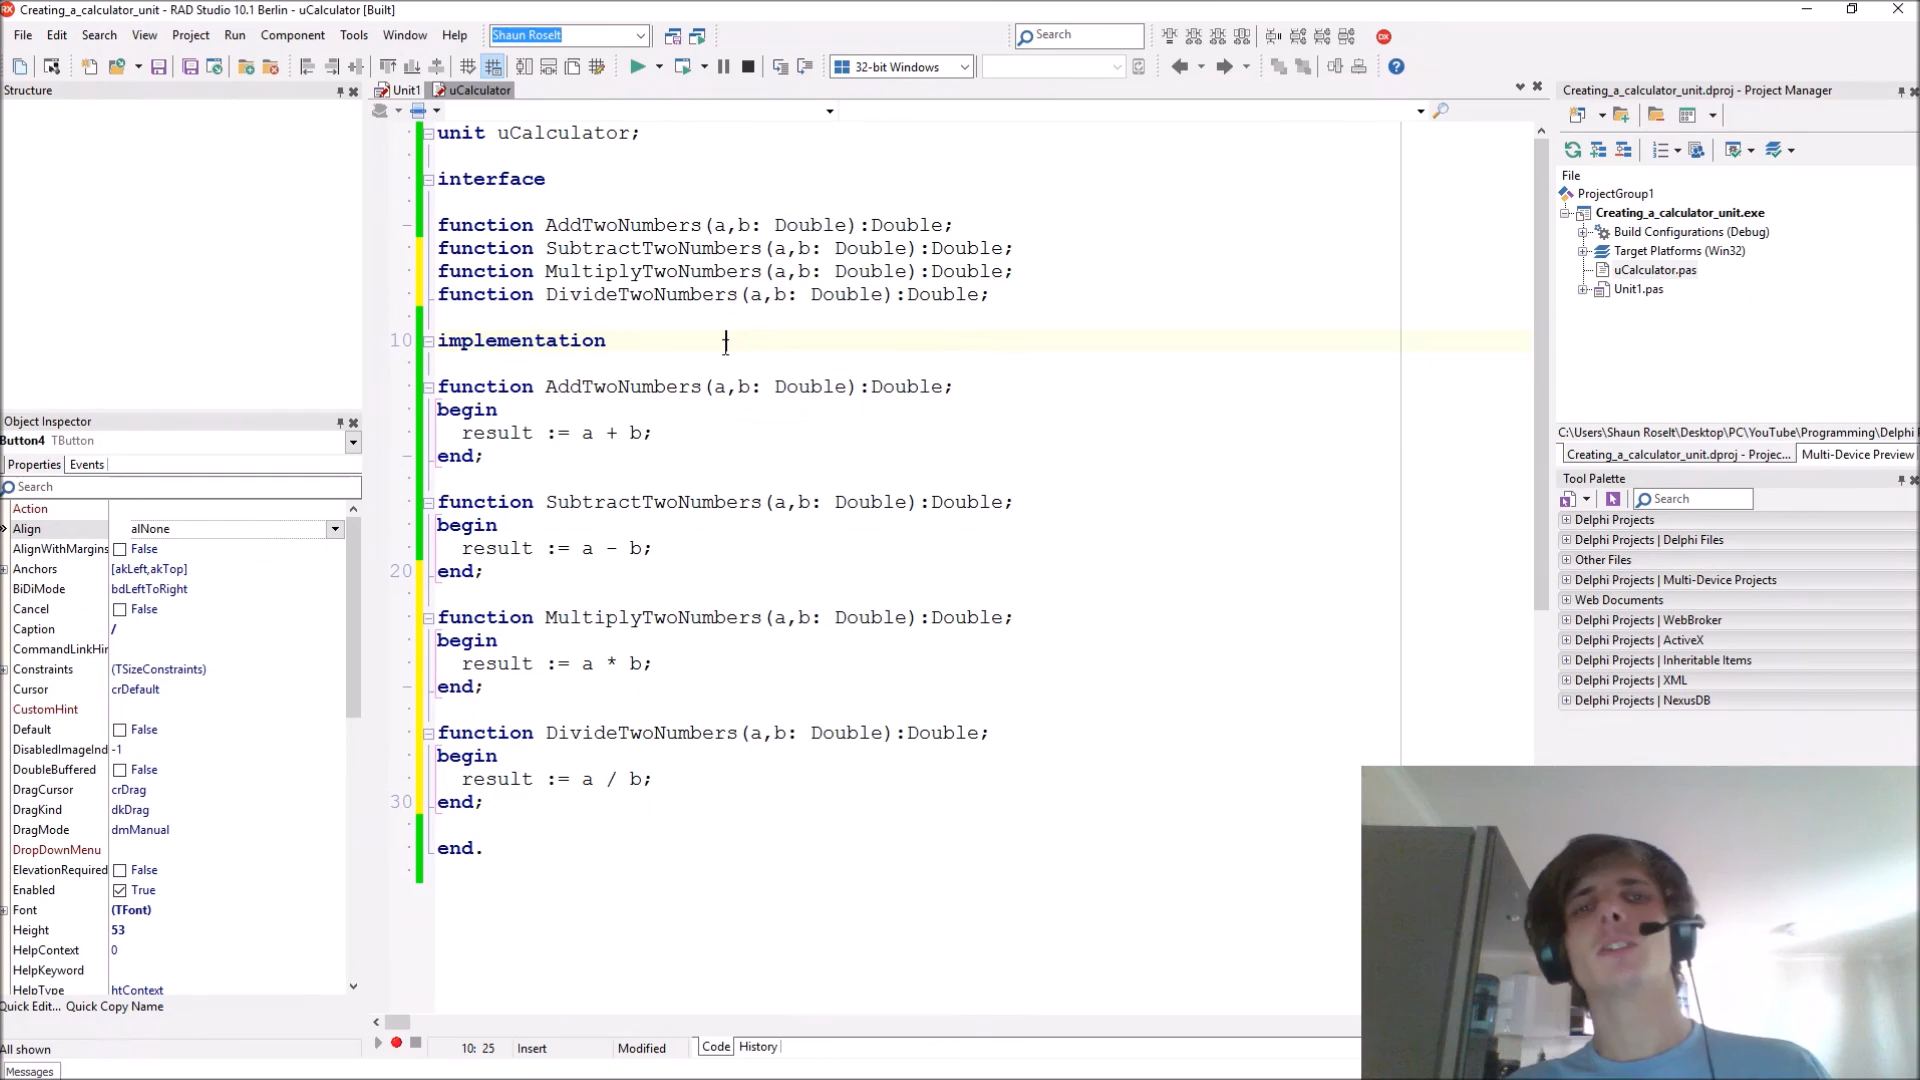 Creating_a_calculator_unit - RAD Studio 10.1 Berlin - uCalculator [Built]
File Edit Search View Project Run Component Tools Window Help Shaun Roselt Search
32-bit Windows
Structure
Unit1 uCalculator
unit uCalculator;
interface
function AddTwoNumbers(a,b: Double):Double;
function SubtractTwoNumbers(a,b: Double):Double;
function MultiplyTwoNumbers(a,b: Double):Double;
function DivideTwoNumbers(a,b: Double):Double;
10 implementation
function AddTwoNumbers(a,b: Double):Double;
begin
result := a + b;
end;
function SubtractTwoNumbers(a,b: Double):Double;
begin
result := a - b;
20 end;
function MultiplyTwoNumbers(a,b: Double):Double;
begin
result := a * b;
end;
function DivideTwoNumbers(a,b: Double):Double;
begin
result := a / b;
30 end;
end.
Object Inspector
Button4 TButton
Properties Events
Search
Action
Align alNone
AlignWithMargins False
Anchors [akLeft,akTop]
BiDiMode bdLeftToRight
Cancel False
Caption /
CommandLinkHir
Constraints (TSizeConstraints)
Cursor crDefault
CustomHint
Default False
DisabledImageInd -1
DoubleBuffered False
DragCursor crDrag
DragKind dkDrag
DragMode dmManual
DropDownMenu
ElevationRequired False
Enabled True
Font (TFont)
Height 53
HelpContext 0
HelpKeyword
HelpType htContext
Quick Edit... Quick Copy Name
All shown
Messages
10: 25 Insert Modified Code History
Creating_a_calculator_unit.dproj - Project Manager
File
ProjectGroup1
Creating_a_calculator_unit.exe
Build Configurations (Debug)
Target Platforms (Win32)
uCalculator.pas
Unit1.pas
C:\Users\Shaun Roselt\Desktop\PC\YouTube\Programming\Delphi
Creating_a_calculator_unit.dproj - Projec... Multi-Device Preview
Tool Palette
Search
Delphi Projects
Delphi Projects | Delphi Files
Other Files
Delphi Projects | Multi-Device Projects
Web Documents
Delphi Projects | WebBroker
Delphi Projects | ActiveX
Delphi Projects | Inheritable Items
Delphi Projects | XML
Delphi Projects | NexusDB